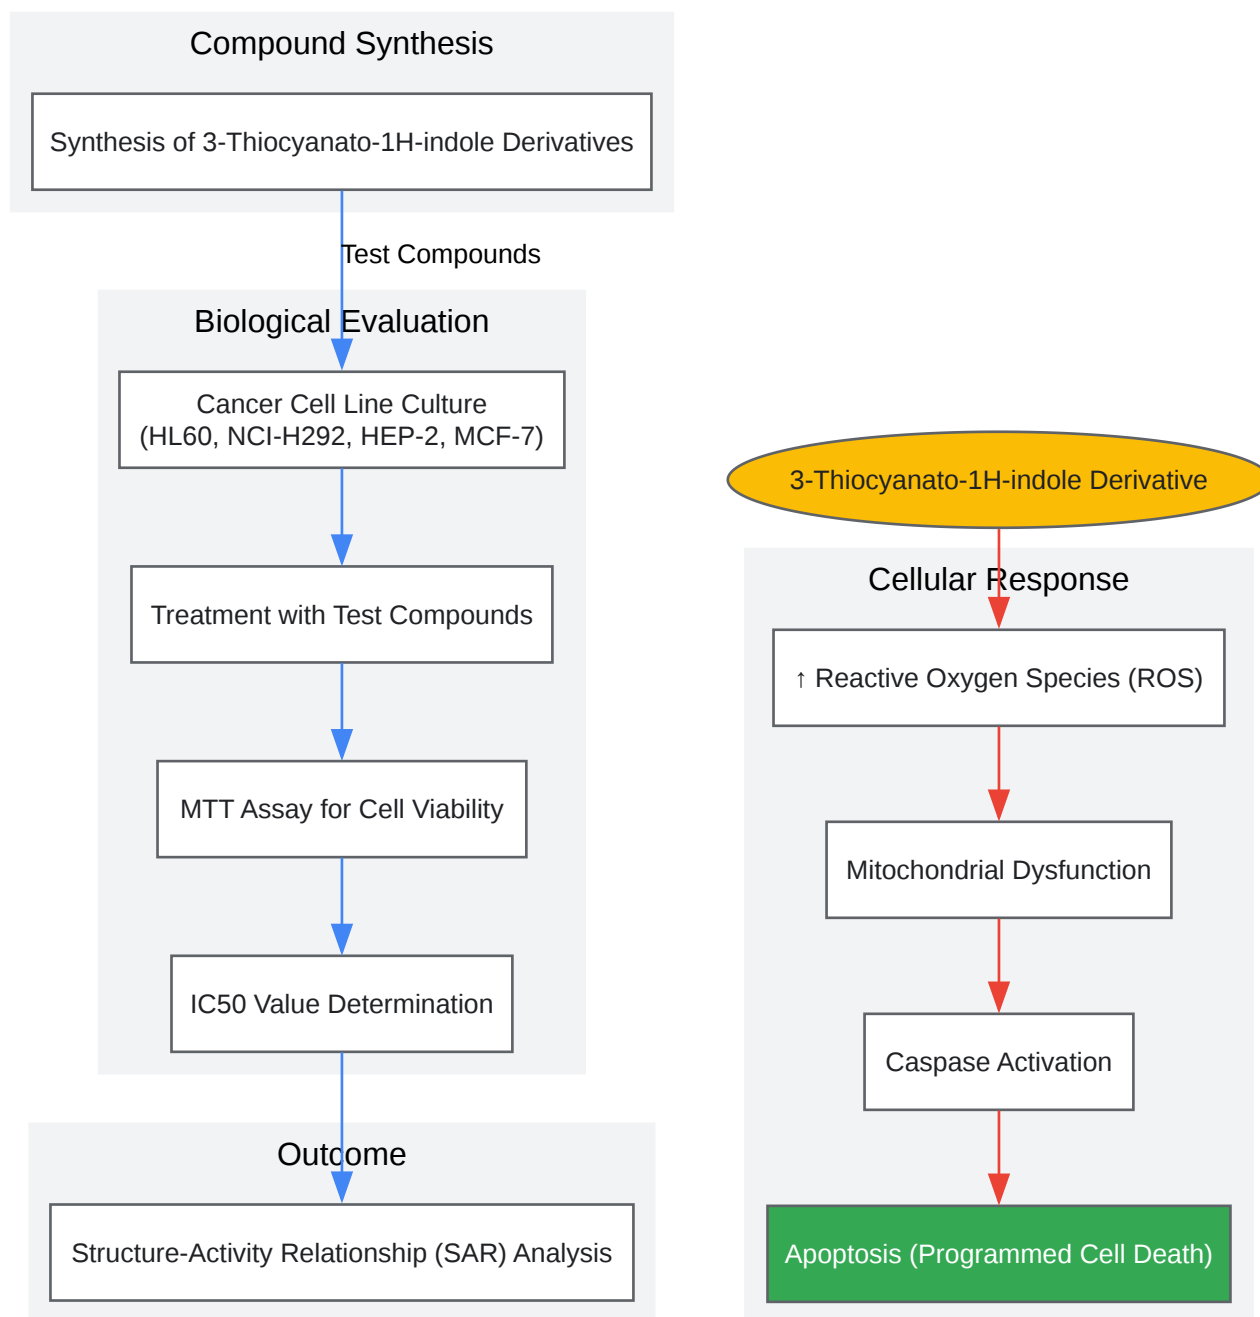 Compound Synthesis
Synthesis of 3-Thiocyanato-1H-indole Derivatives
Test Compounds
Biological Evaluation
Cancer Cell Line Culture
(HL60, NCI-H292, HEP-2, MCF-7)
Treatment with Test Compounds
MTT Assay for Cell Viability
IC50 Value Determination
Outcome
Structure-Activity Relationship (SAR) Analysis
3-Thiocyanato-1H-indole Derivative
Cellular Response
↑ Reactive Oxygen Species (ROS)
Mitochondrial Dysfunction
Caspase Activation
Apoptosis (Programmed Cell Death)